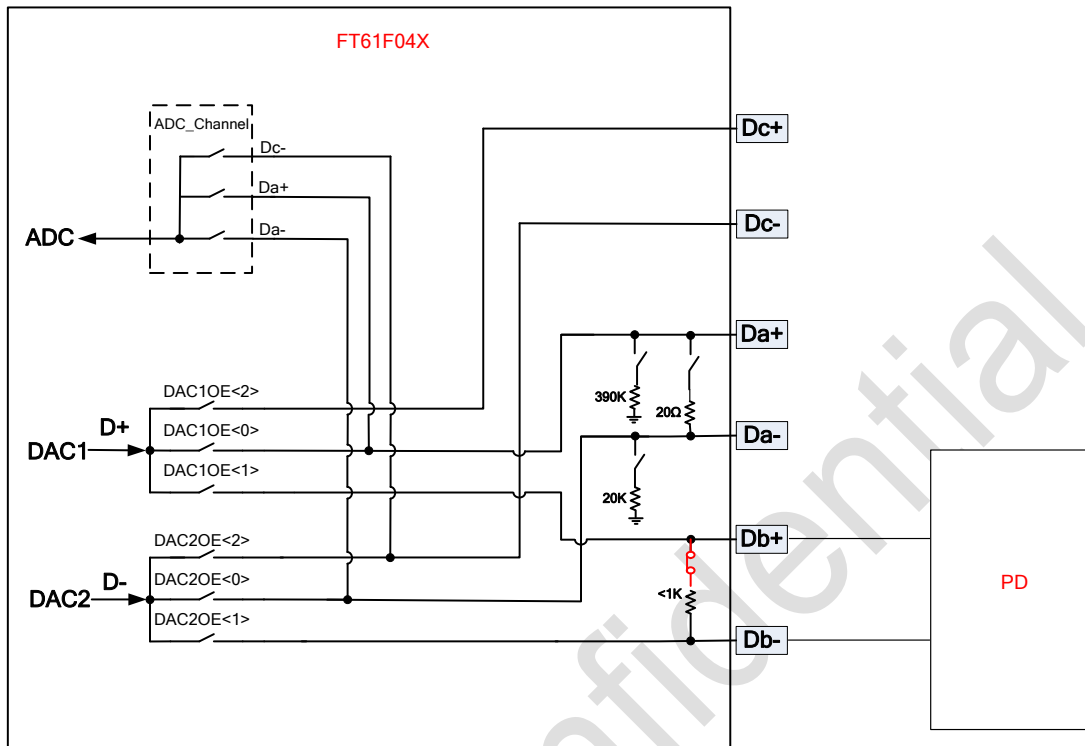 FT61F04X
ADC_Channel
Dc-
Da+
Da-
ADC
Dc+
Dc-
Da+
390K
20Ω
Da-
20K
DAC1OE<2>
D+
DAC1OE<0>
DAC1
DAC1OE<1>
DAC2OE<2>
D-
DAC2OE<0>
DAC2
DAC2OE<1>
Db+
<1K
Db-
PD
nfidential